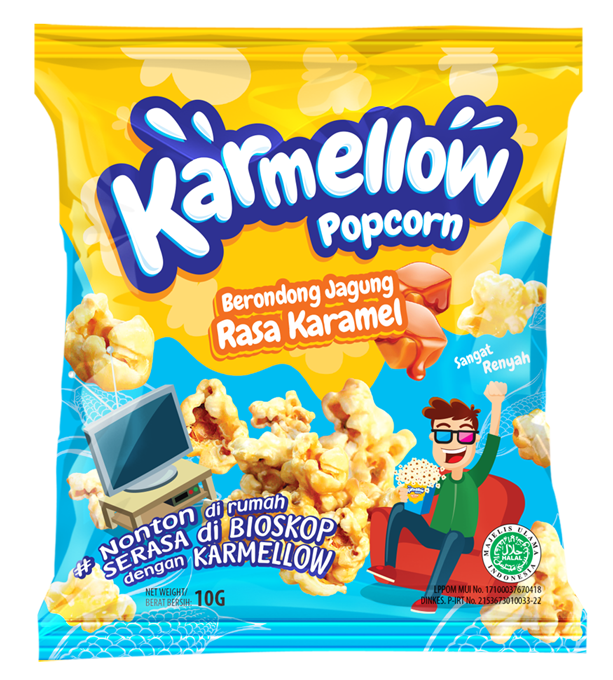 Karmellow
Popcorn
Berondong Jagung
Rasa Karamel
Sangat
Renyah
# Nonton di rumah
SERASA di BIOSKOP
dengan KARMELLOW
NET WEIGHT/
BERAT BERSIH 10G
MAJELIS ULAMA
HALAL
INDONESIA
LPPOM MUI No. 17100037670418
DINKES. P-IRT No. 2153673010033-22